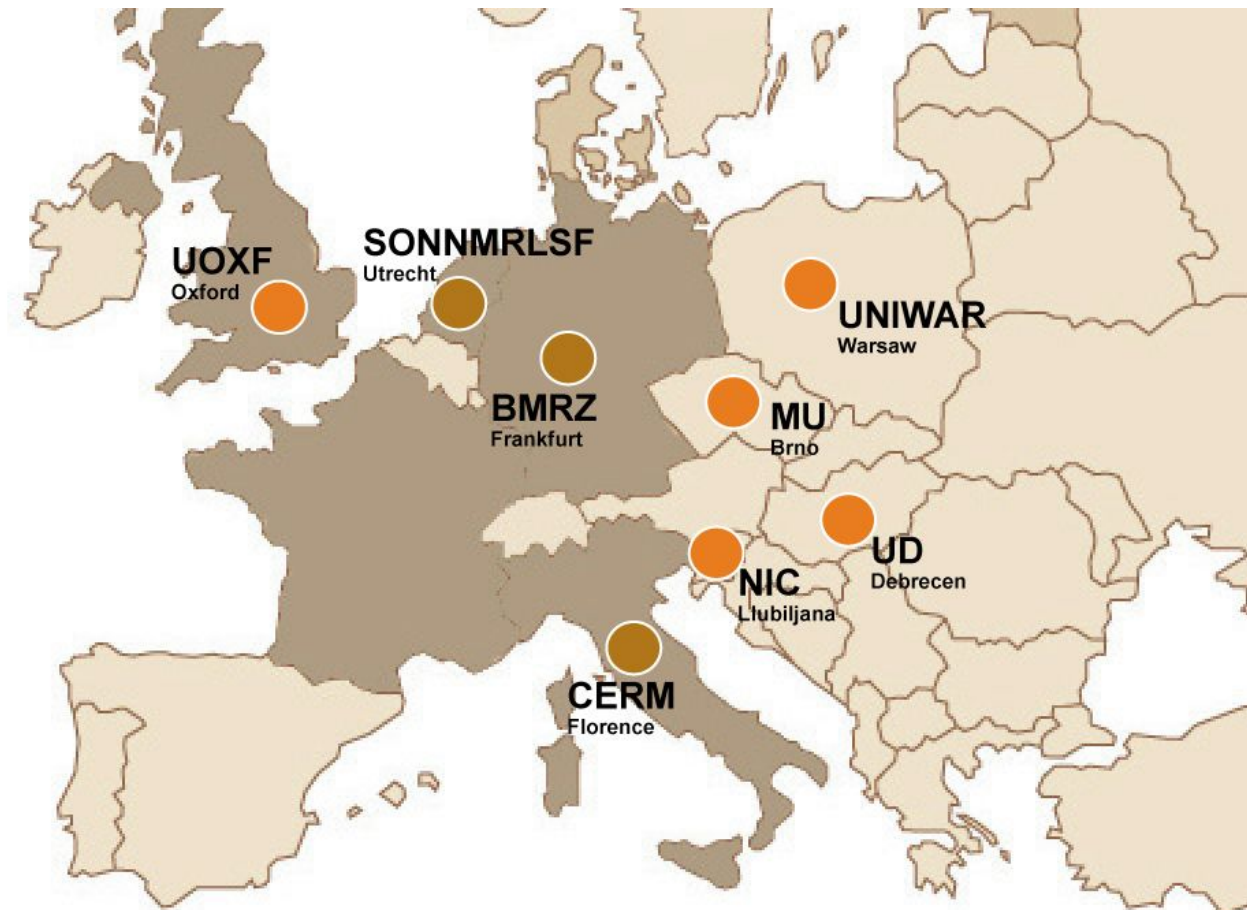 SONNMRLSF
Utrecht
UOXF
Oxford
UNIWAR
Warsaw
BMRZ
Frankfurt
MU
Brno
UD
Debrecen
NIC
Llubiljana
CERM
Florence